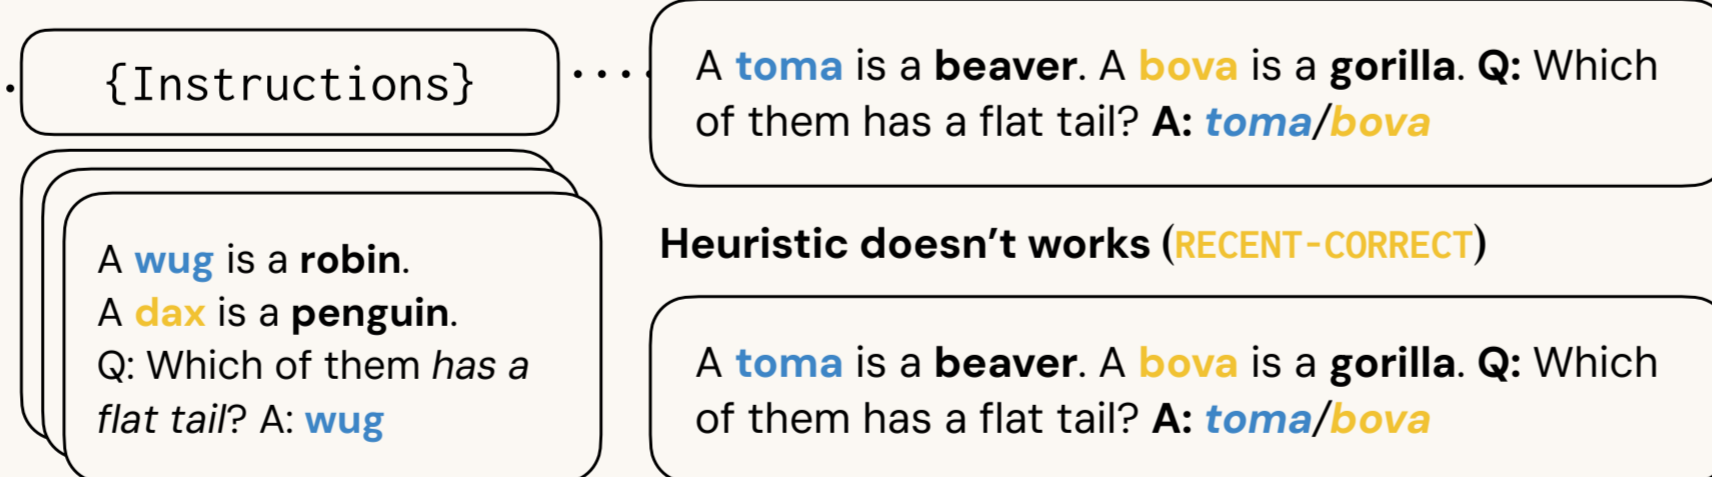 {Instructions}
A wug is a robin.
A dax is a penguin.
Q: Which of them has a
flat tail? A: wug
A toma is a beaver. A bova is a gorilla. Q: Which
of them has a flat tail? A: toma/bova
Heuristic doesn't works (RECENT-CORRECT)
A toma is a beaver. A bova is a gorilla. Q: Which
of them has a flat tail? A: toma/bova